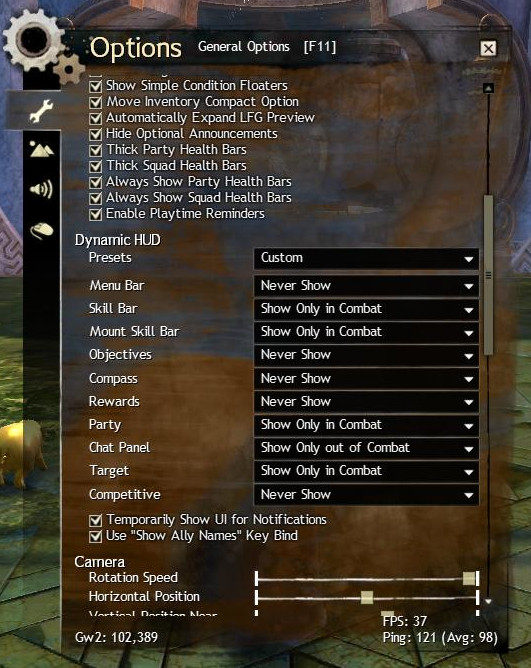 Options General Options [F11]
Show Simple Condition Floaters
Move Inventory Compact Option
Automatically Expand LFG Preview
Hide Optional Announcements
Thick Party Health Bars
Thick Squad Health Bars
Always Show Party Health Bars
Always Show Squad Health Bars
Enable Playtime Reminders
Dynamic HUD
Presets Custom
Menu Bar Never Show
Skill Bar Show Only in Combat
Mount Skill Bar Show Only in Combat
Objectives Never Show
Compass Never Show
Rewards Never Show
Party Show Only in Combat
Chat Panel Show Only out of Combat
Target Show Only in Combat
Competitive Never Show
Temporarily Show UI for Notifications
Use "Show Ally Names" Key Bind
Camera
Rotation Speed
Horizontal Position
Vertical Position Near
FPS: 37
Gw2: 102,389 Ping: 121 (Avg: 98)